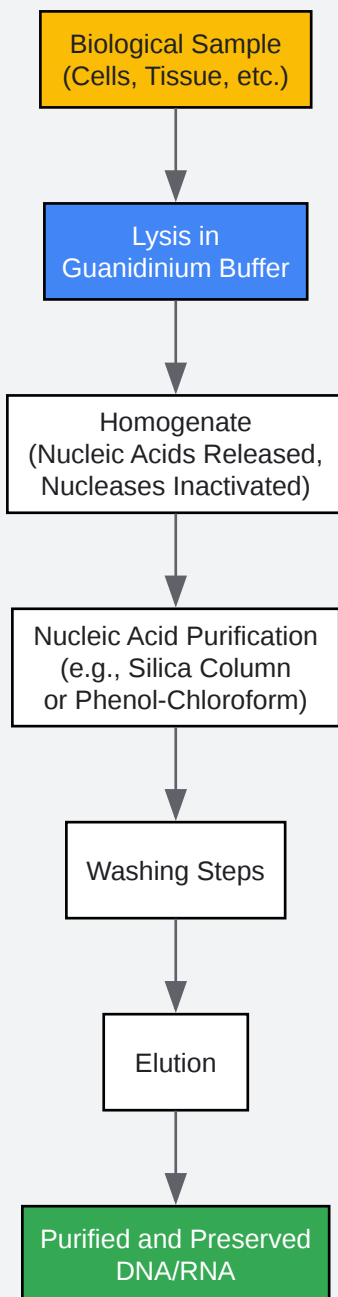 Biological Sample
(Cells, Tissue, etc.)
Lysis in
Guanidinium Buffer
Homogenate
(Nucleic Acids Released,
Nucleases Inactivated)
Nucleic Acid Purification
(e.g., Silica Column
or Phenol-Chloroform)
Washing Steps
Elution
Purified and Preserved
DNA/RNA